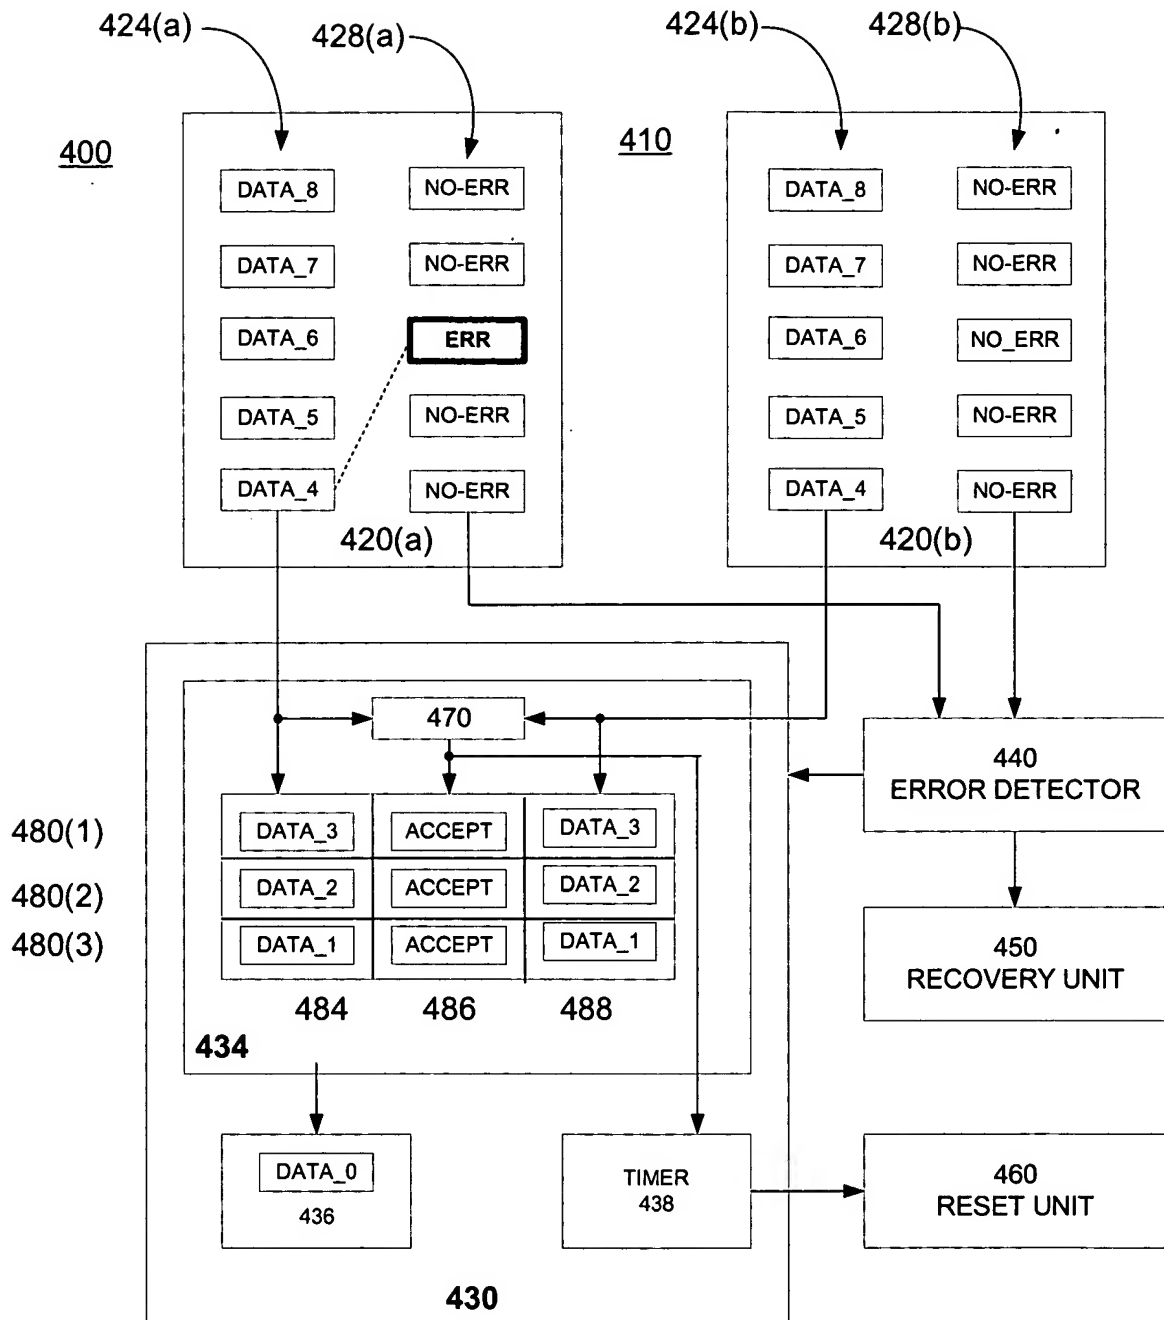 424(a) 428(a) 424(b) 428(b)
400 410
DATA_8 NO-ERR DATA_8 NO-ERR
DATA_7 NO-ERR DATA_7 NO-ERR
DATA_6 ERR DATA_6 NO_ERR
DATA_5 NO-ERR DATA_5 NO-ERR
DATA_4 NO-ERR DATA_4 NO-ERR
420(a) 420(b)
470
440
ERROR DETECTOR
480(1) DATA_3 ACCEPT DATA_3
480(2) DATA_2 ACCEPT DATA_2
480(3) DATA_1 ACCEPT DATA_1
450
RECOVERY UNIT
484 486 488
434
DATA_0
436
TIMER
438
460
RESET UNIT
430